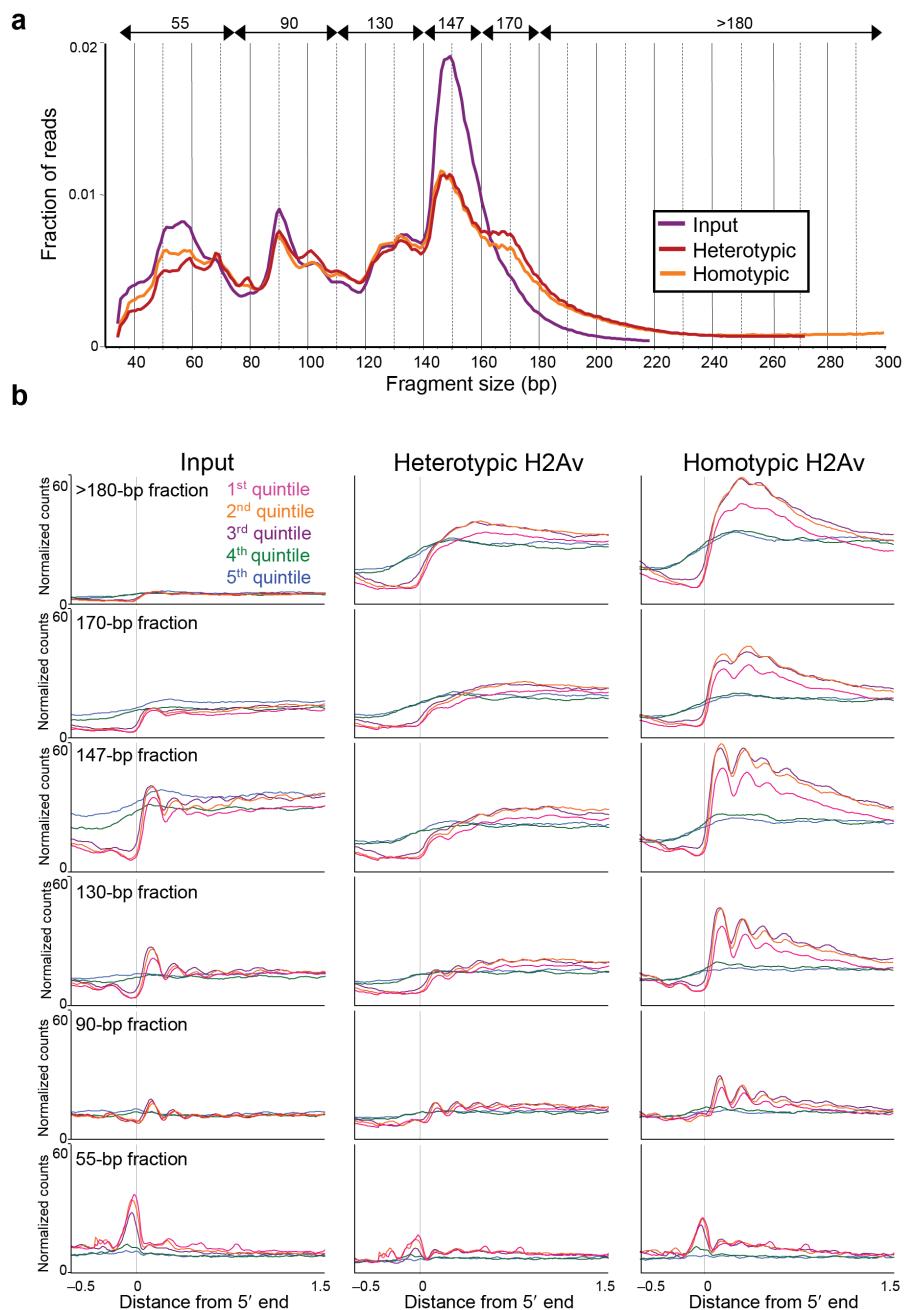 a
55 90 130 147 170 >180
0.02
0.01
0
Fraction of reads
Input
Heterotypic
Homotypic
40 60 80 100 120 140 160 180 200 220 240 260 280 300
Fragment size (bp)
b
Input Heterotypic H2Av Homotypic H2Av
60
Normalized counts
0
>180-bp fraction
1st quintile
2nd quintile
3rd quintile
4th quintile
5th quintile
60
Normalized counts
0
170-bp fraction
60
Normalized counts
0
147-bp fraction
60
Normalized counts
0
130-bp fraction
60
Normalized counts
0
90-bp fraction
60
Normalized counts
0
55-bp fraction
–0.5 0 1.5 –0.5 0 1.5 –0.5 0 1.5
Distance from 5′ end Distance from 5′ end Distance from 5′ end